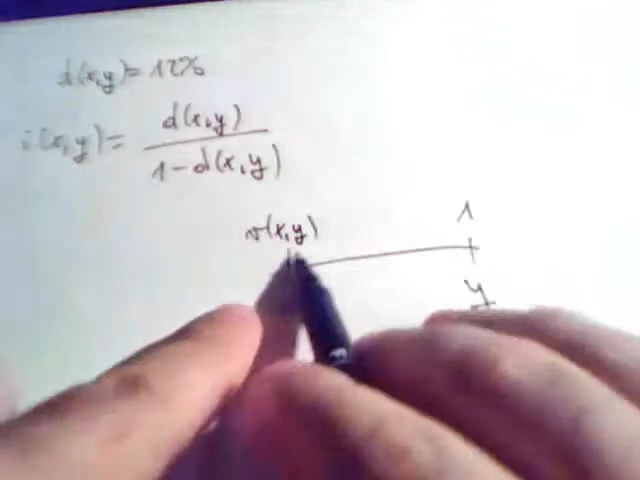 d(x,y)=12%
i(x,y)= d(x,y) / 1-d(x,y)
1
v(x,y)
y